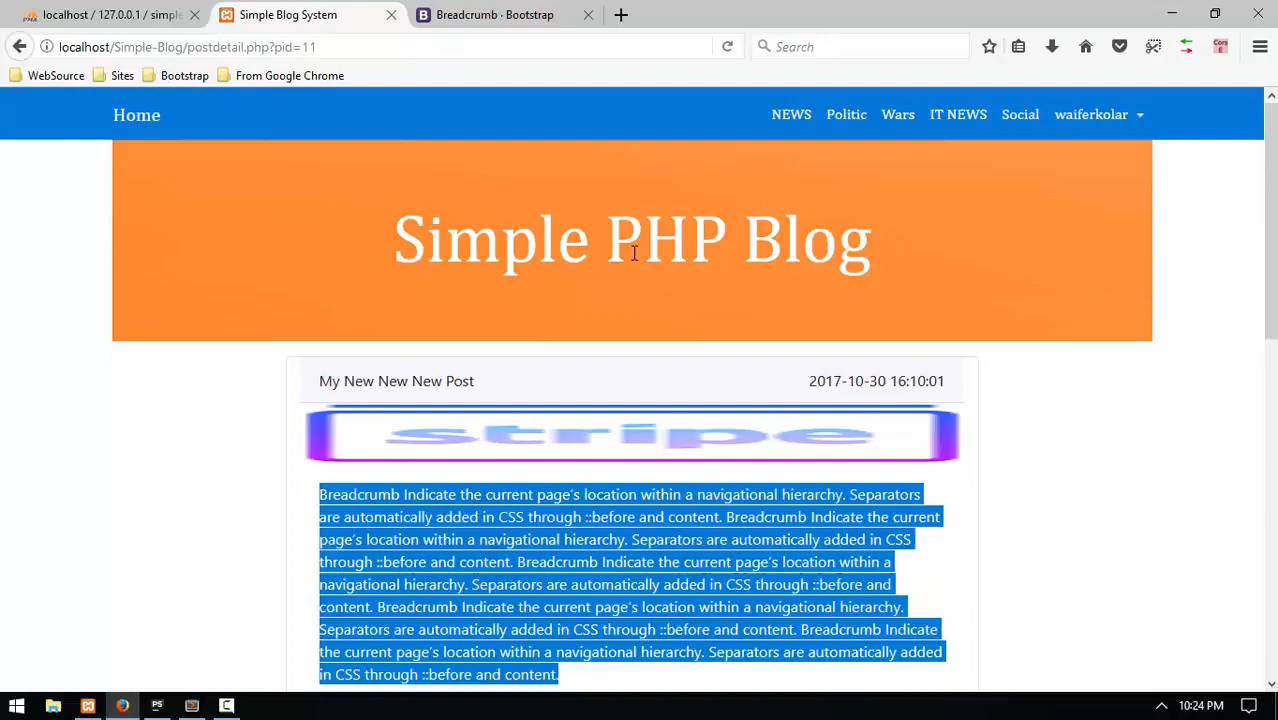 localhost / 127.0.0.1 / simple
Simple Blog System
Breadcrumb · Bootstrap
localhost/Simple-Blog/postdetail.php?pid=11
Search
WebSource
Sites
Bootstrap
From Google Chrome
Home
NEWS
Politic
Wars
IT NEWS
Social
waiferkolar
Simple PHP Blog
My New New New Post
2017-10-30 16:10:01
stripe
Breadcrumb Indicate the current page's location within a navigational hierarchy. Separators
are automatically added in CSS through ::before and content. Breadcrumb Indicate the current
page's location within a navigational hierarchy. Separators are automatically added in CSS
through ::before and content. Breadcrumb Indicate the current page's location within a
navigational hierarchy. Separators are automatically added in CSS through ::before and
content. Breadcrumb Indicate the current page's location within a navigational hierarchy.
Separators are automatically added in CSS through ::before and content. Breadcrumb Indicate
the current page's location within a navigational hierarchy. Separators are automatically added
in CSS through ::before and content.
10:24 PM